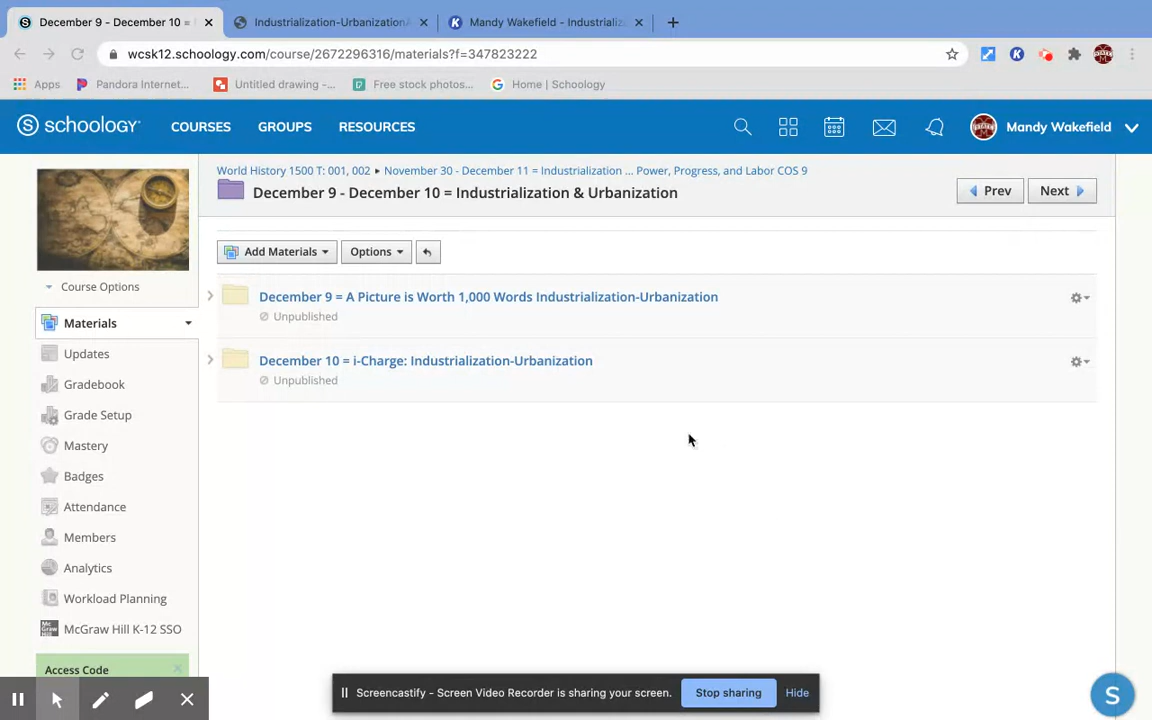 December 9 - December 10 =
Industrialization-Urbanization
Mandy Wakefield - Industrializ
wcsk12.schoology.com/course/2672296316/materials?f=347823222
Apps
Pandora Internet...
Untitled drawing -...
Free stock photos...
Home | Schoology
S schoology
COURSES
GROUPS
RESOURCES
Mandy Wakefield
World History 1500 T: 001, 002 ▸ November 30 - December 11 = Industrialization ... Power, Progress, and Labor COS 9
December 9 - December 10 = Industrialization & Urbanization
Prev
Next
Add Materials
Options
Course Options
December 9 = A Picture is Worth 1,000 Words Industrialization-Urbanization
Unpublished
December 10 = i-Charge: Industrialization-Urbanization
Unpublished
Materials
Updates
Gradebook
Grade Setup
Mastery
Badges
Attendance
Members
Analytics
Workload Planning
McGraw Hill K-12 SSO
Access Code
Screencastify - Screen Video Recorder is sharing your screen.
Stop sharing
Hide
S